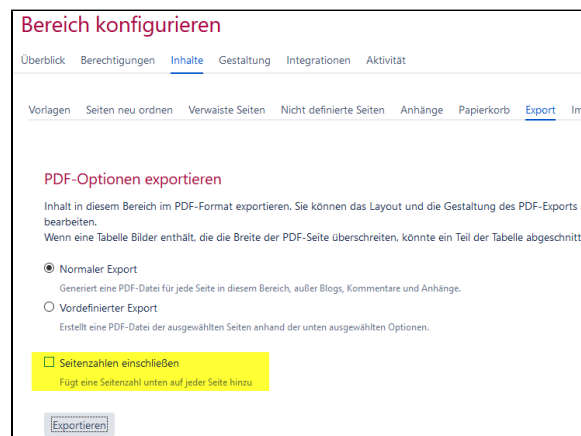 Bereich konfigurieren
Überblick Berechtigungen Inhalte Gestaltung Integrationen Aktivität
Vorlagen Seiten neu ordnen Verwaiste Seiten Nicht definierte Seiten Anhänge Papierkorb Export Im
PDF-Optionen exportieren
Inhalt in diesem Bereich im PDF-Format exportieren. Sie können das Layout und die Gestaltung des PDF-Exports
bearbeiten.
Wenn eine Tabelle Bilder enthält, die die Breite der PDF-Seite überschreiten, könnte ein Teil der Tabelle abgeschnitt
Normaler Export
Generiert eine PDF-Datei für jede Seite in diesem Bereich, außer Blogs, Kommentare und Anhänge.
Vordefinierter Export
Erstellt eine PDF-Datei der ausgewählten Seiten anhand der unten ausgewählten Optionen.
Seitenzahlen einschließen
Fügt eine Seitenzahl unten auf jeder Seite hinzu
Exportieren